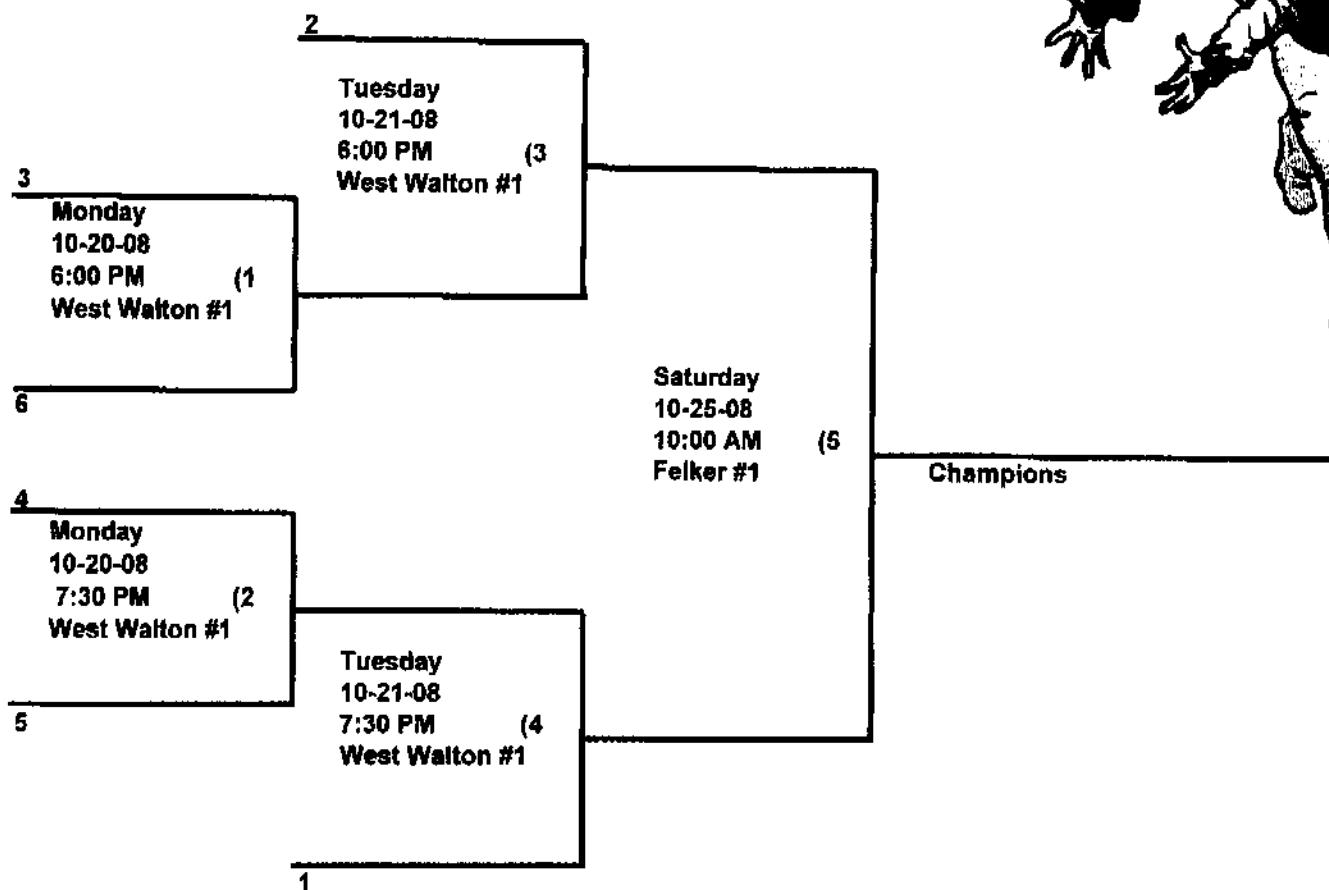 2
Tuesday
10-21-08
6:00 PM (3
West Walton #1
3
Monday
10-20-08
6:00 PM (1
West Walton #1
6
Saturday
10-25-08
10:00 AM (5
Felker #1
Champions
4
Monday
10-20-08
7:30 PM (2
West Walton #1
5
Tuesday
10-21-08
7:30 PM (4
West Walton #1
1